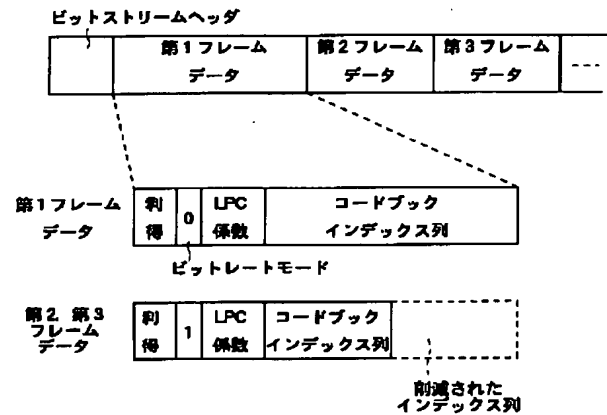 ビットストリームヘッダ
第1フレーム
データ
第2フレーム
データ
第3フレーム
データ
第1フレーム
データ
利
得
0
LPC
係数
コードブック
インデックス列
ビットレートモード
第2, 第3
フレーム
データ
利
得
1
LPC
係数
コードブック
インデックス列
削減された
インデックス列